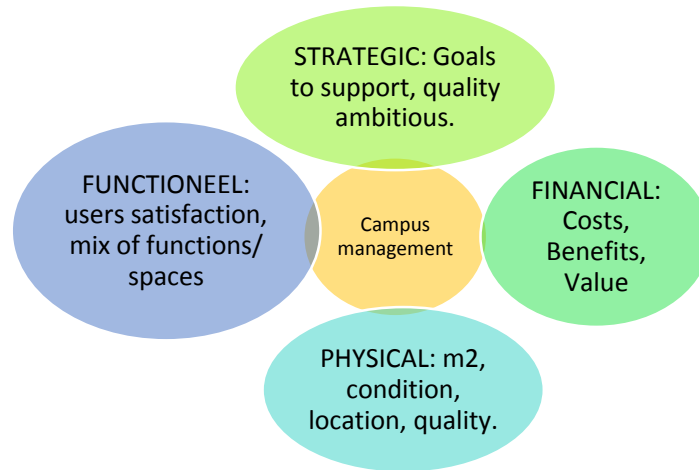 STRATEGIC: Goals
to support, quality
ambitious.
FUNCTIONEEL:
users satisfaction,
mix of functions/
spaces
Campus
management
FINANCIAL:
Costs,
Benefits,
Value
PHYSICAL: m2,
condition,
location, quality.